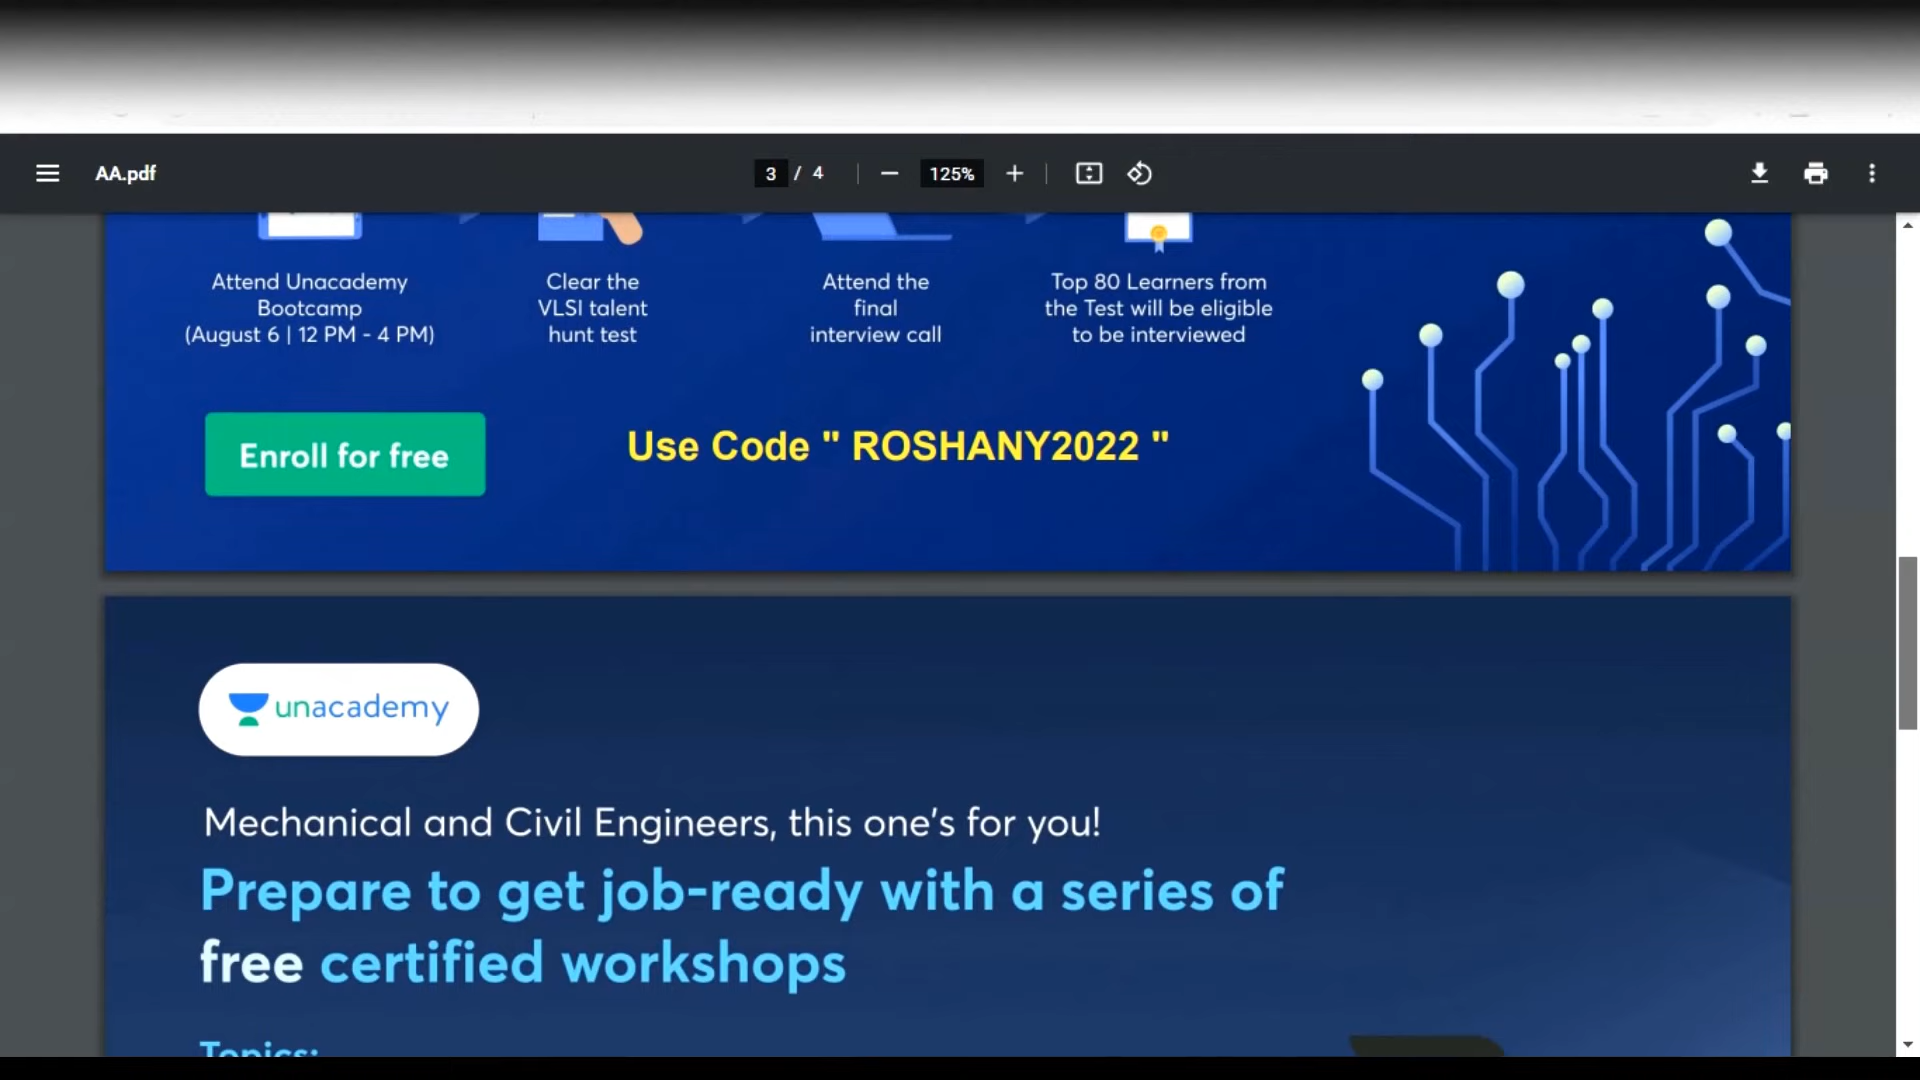 AA.pdf
3 / 4
125%
Attend Unacademy
Bootcamp
(August 6 | 12 PM - 4 PM)
Clear the
VLSI talent
hunt test
Attend the
final
interview call
Top 80 Learners from
the Test will be eligible
to be interviewed
Enroll for free
Use Code " ROSHANY2022 "
unacademy
Mechanical and Civil Engineers, this one's for you!
Prepare to get job-ready with a series of
free certified workshops
Topics: